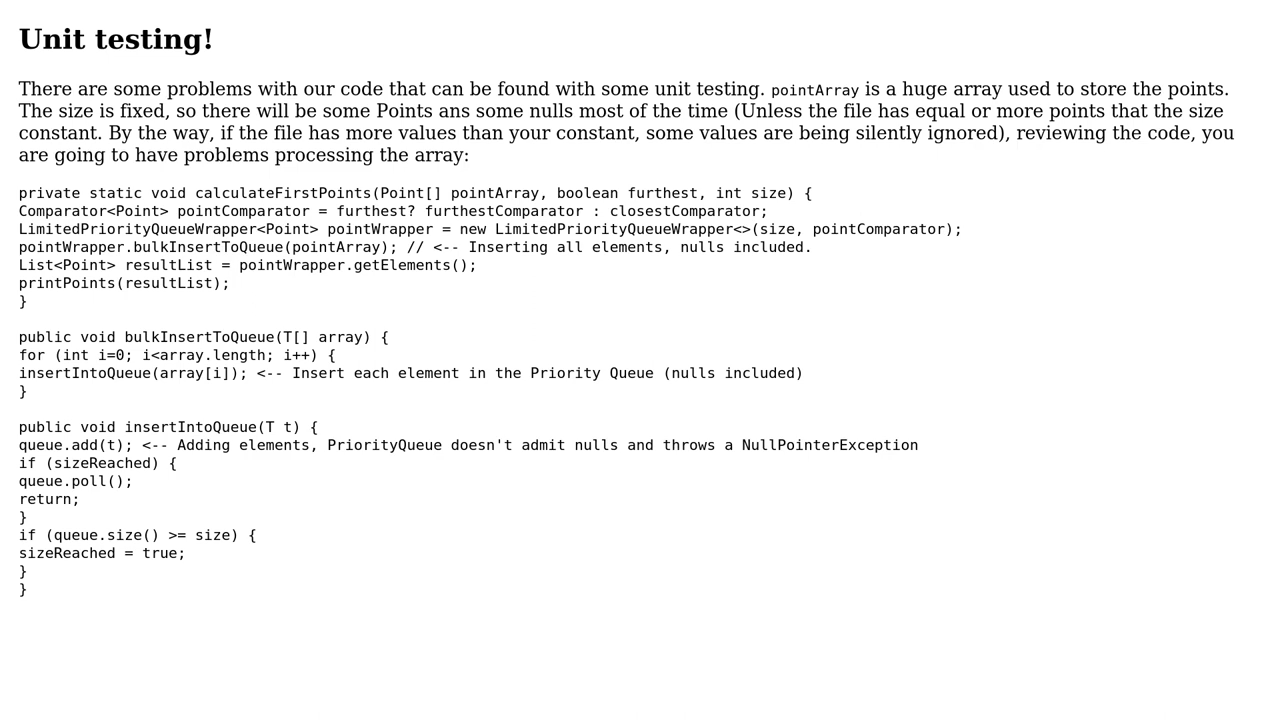 Unit testing!
There are some problems with our code that can be found with some unit testing. pointArray is a huge array used to store the points.
The size is fixed, so there will be some Points ans some nulls most of the time (Unless the file has equal or more points that the size
constant. By the way, if the file has more values than your constant, some values are being silently ignored), reviewing the code, you
are going to have problems processing the array:
private static void calculateFirstPoints(Point[] pointArray, boolean furthest, int size) {
Comparator<Point> pointComparator = furthest? furthestComparator : closestComparator;
LimitedPriorityQueueWrapper<Point> pointWrapper = new LimitedPriorityQueueWrapper<>(size, pointComparator);
pointWrapper.bulkInsertToQueue(pointArray); // <-- Inserting all elements, nulls included.
List<Point> resultList = pointWrapper.getElements();
printPoints(resultList);
}
public void bulkInsertToQueue(T[] array) {
for (int i=0; i<array.length; i++) {
insertIntoQueue(array[i]); <-- Insert each element in the Priority Queue (nulls included)
}
public void insertIntoQueue(T t) {
queue.add(t); <-- Adding elements, PriorityQueue doesn't admit nulls and throws a NullPointerException
if (sizeReached) {
queue.poll();
return;
}
if (queue.size() >= size) {
sizeReached = true;
}
}